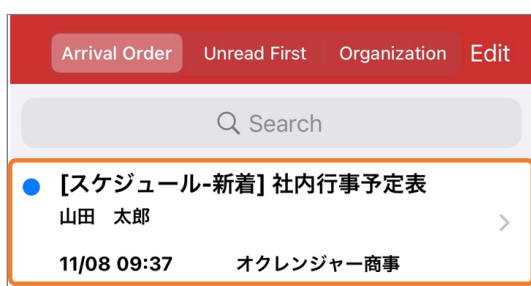 Arrival Order Unread First Organization Edit
Search
[スケジュール-新着] 社内行事予定表
山田　太郎
11/08 09:37 オクレンジャー商事